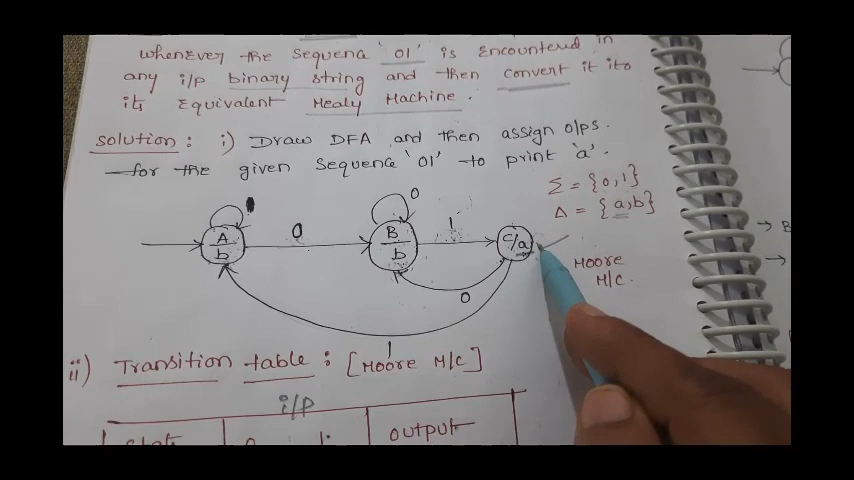 whenever the sequence '01' is encountered in
any i/p binary string and then convert it ito
its Equivalent Mealy Machine.
solution: i) Draw DFA and then assign o/ps.
for the given sequence '01' to print 'a'.
Σ = {0,1}
Δ = {a,b}
0
0
1
A
b
B
b
C/a
0
1
Moore
M/C.
ii) Transition table: [Moore M/C]
i/p
output